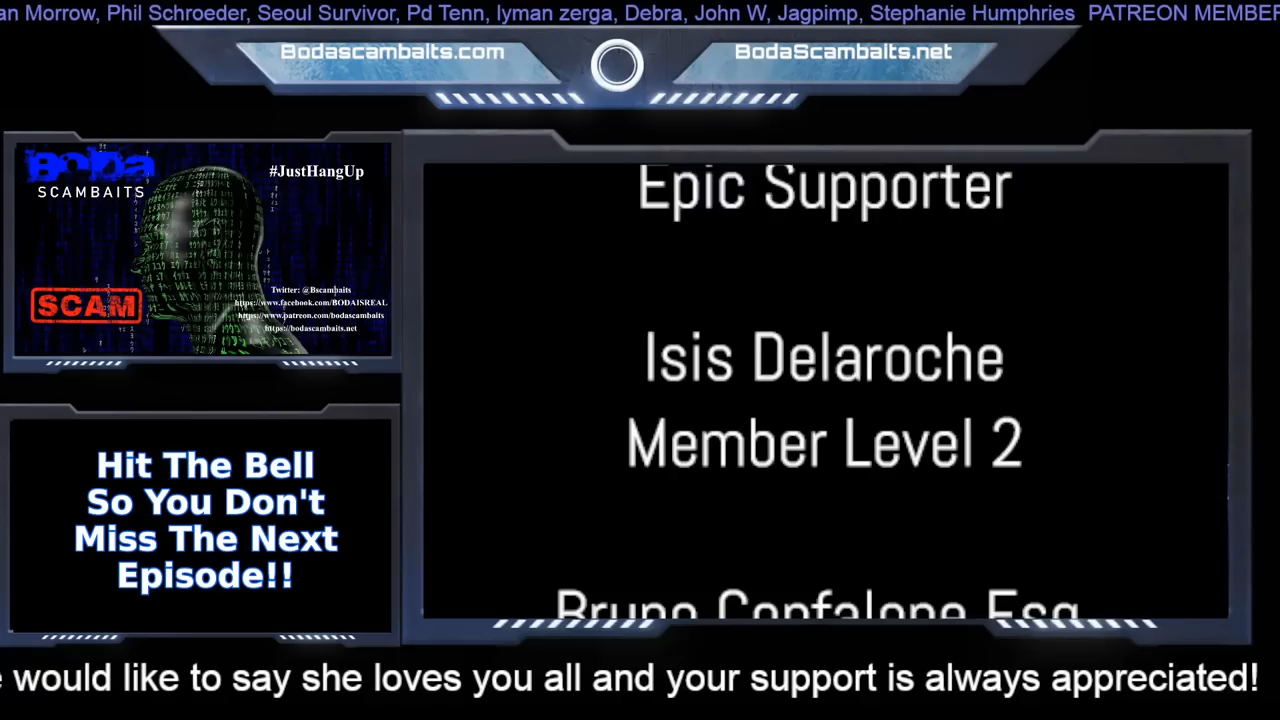 an Morrow, Phil Schroeder, Seoul Survivor, Pd Tenn, lyman zerga, Debra, John W, Jagpimp, Stephanie Humphries PATREON MEMBER
Bodascambaits.com
BodaScambaits.net
BoDa
SCAMBAITS
#JustHangUp
SCAM
Twitter: @Bscambaits
https://www.facebook.com/BODAISREAL
https://www.patreon.com/bodascambaits
https://bodascambaits.net
Epic Supporter
Isis Delaroche
Member Level 2
Bruno Confalone Esq
Hit The Bell
So You Don't
Miss The Next
Episode!!
e would like to say she loves you all and your support is always appreciated!